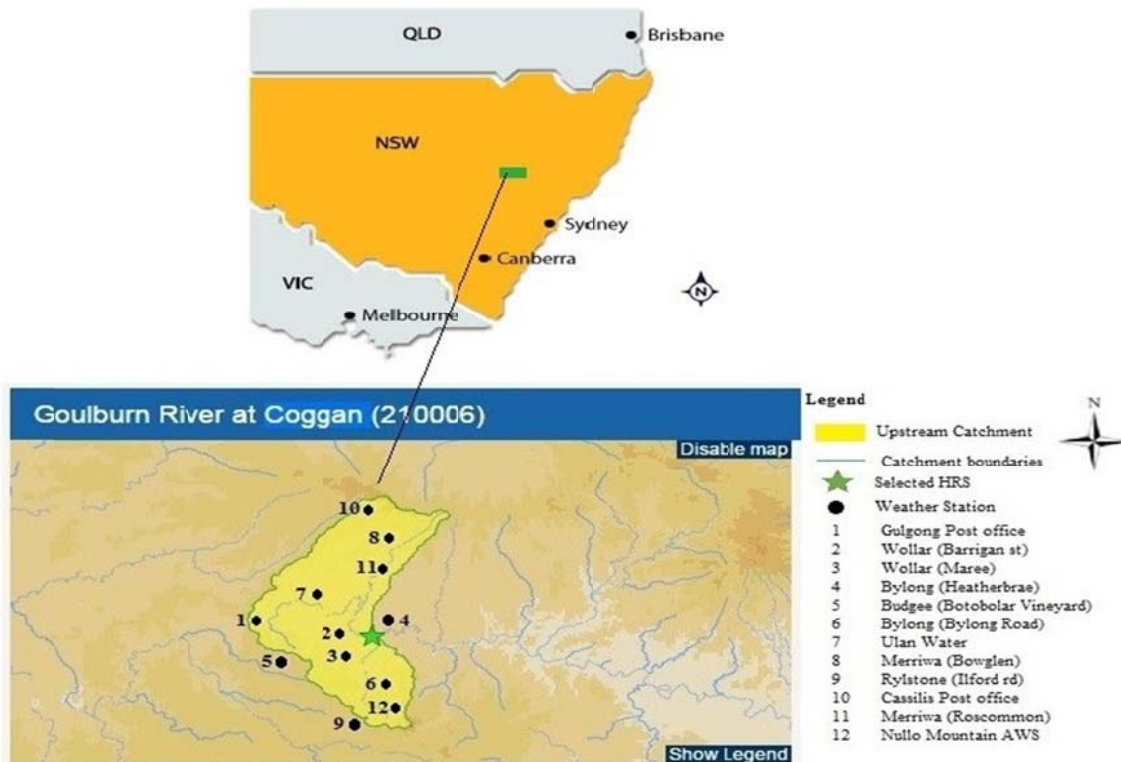 QLD
Brisbane
NSW
Sydney
Canberra
VIC
N
Melbourne
Goulburn River at Coggan (210006)
Disable map
10
8
11
7
1
4
2
3
5
6
12
9
Show Legend
Legend
N
Upstream Catchment
Catchment boundaries
Selected HRS
Weather Station
1 Gulgong Post office
2 Wollar (Barrigan st)
3 Wollar (Maree)
4 Bylong (Heatherbrae)
5 Budgee (Botobolar Vineyard)
6 Bylong (Bylong Road)
7 Ulan Water
8 Merriwa (Bowglen)
9 Rylstone (Ilford rd)
10 Cassilis Post office
11 Merriwa (Roscommon)
12 Nullo Mountain AWS